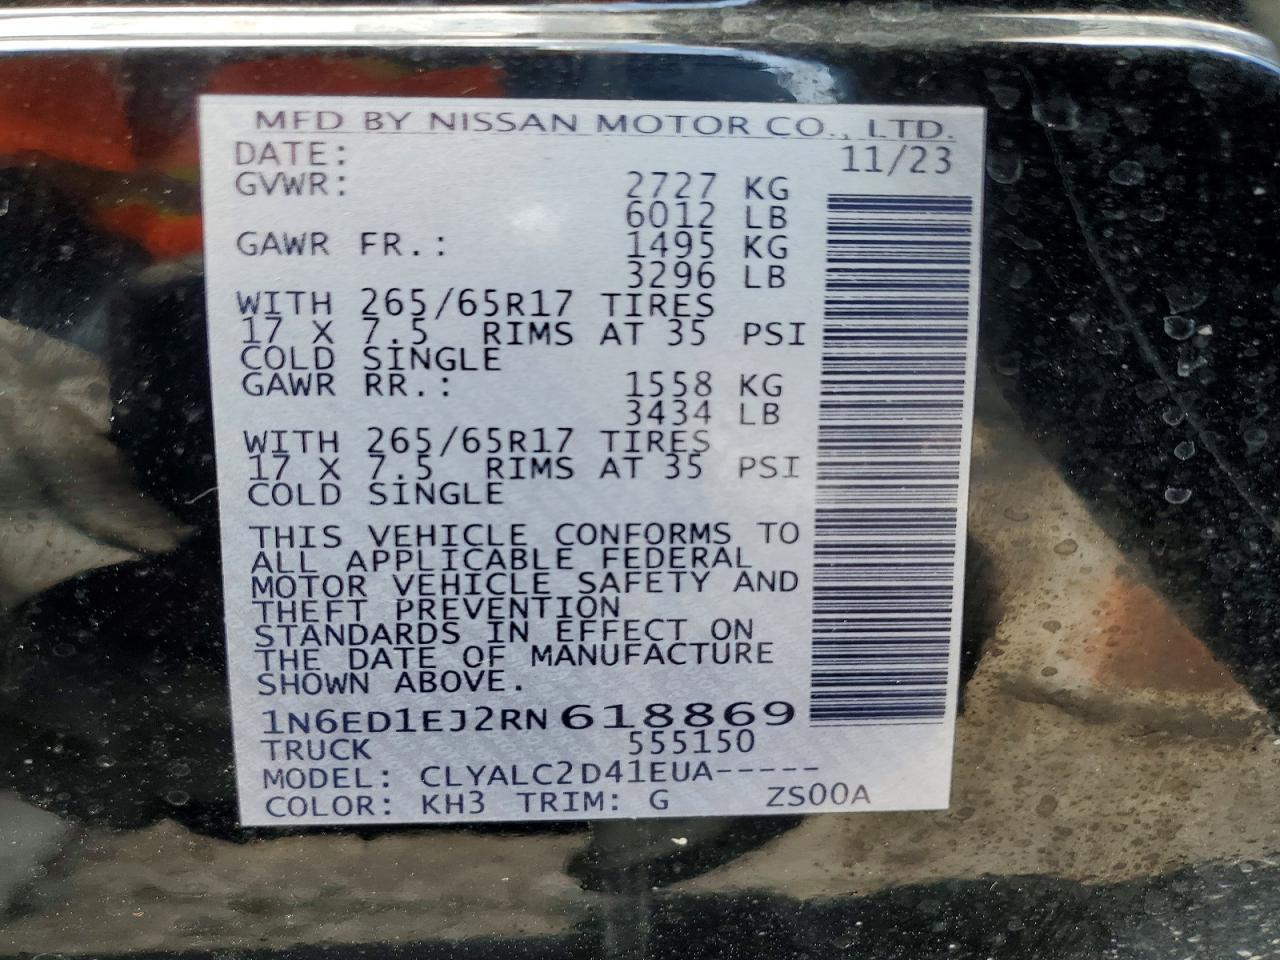 MFD BY NISSAN MOTOR CO., LTD.
DATE: 11/23
GVWR: 2727 KG
6012 LB
GAWR FR.: 1495 KG
3296 LB
WITH 265/65R17 TIRES
17 X 7.5 RIMS AT 35 PSI
COLD SINGLE
GAWR RR.: 1558 KG
3434 LB
WITH 265/65R17 TIRES
17 X 7.5 RIMS AT 35 PSI
COLD SINGLE
THIS VEHICLE CONFORMS TO
ALL APPLICABLE FEDERAL
MOTOR VEHICLE SAFETY AND
THEFT PREVENTION
STANDARDS IN EFFECT ON
THE DATE OF MANUFACTURE
SHOWN ABOVE.
1N6ED1EJ2RN618869
TRUCK 555150
MODEL: CLYALC2D41EUA-----
COLOR: KH3 TRIM: G ZS00A